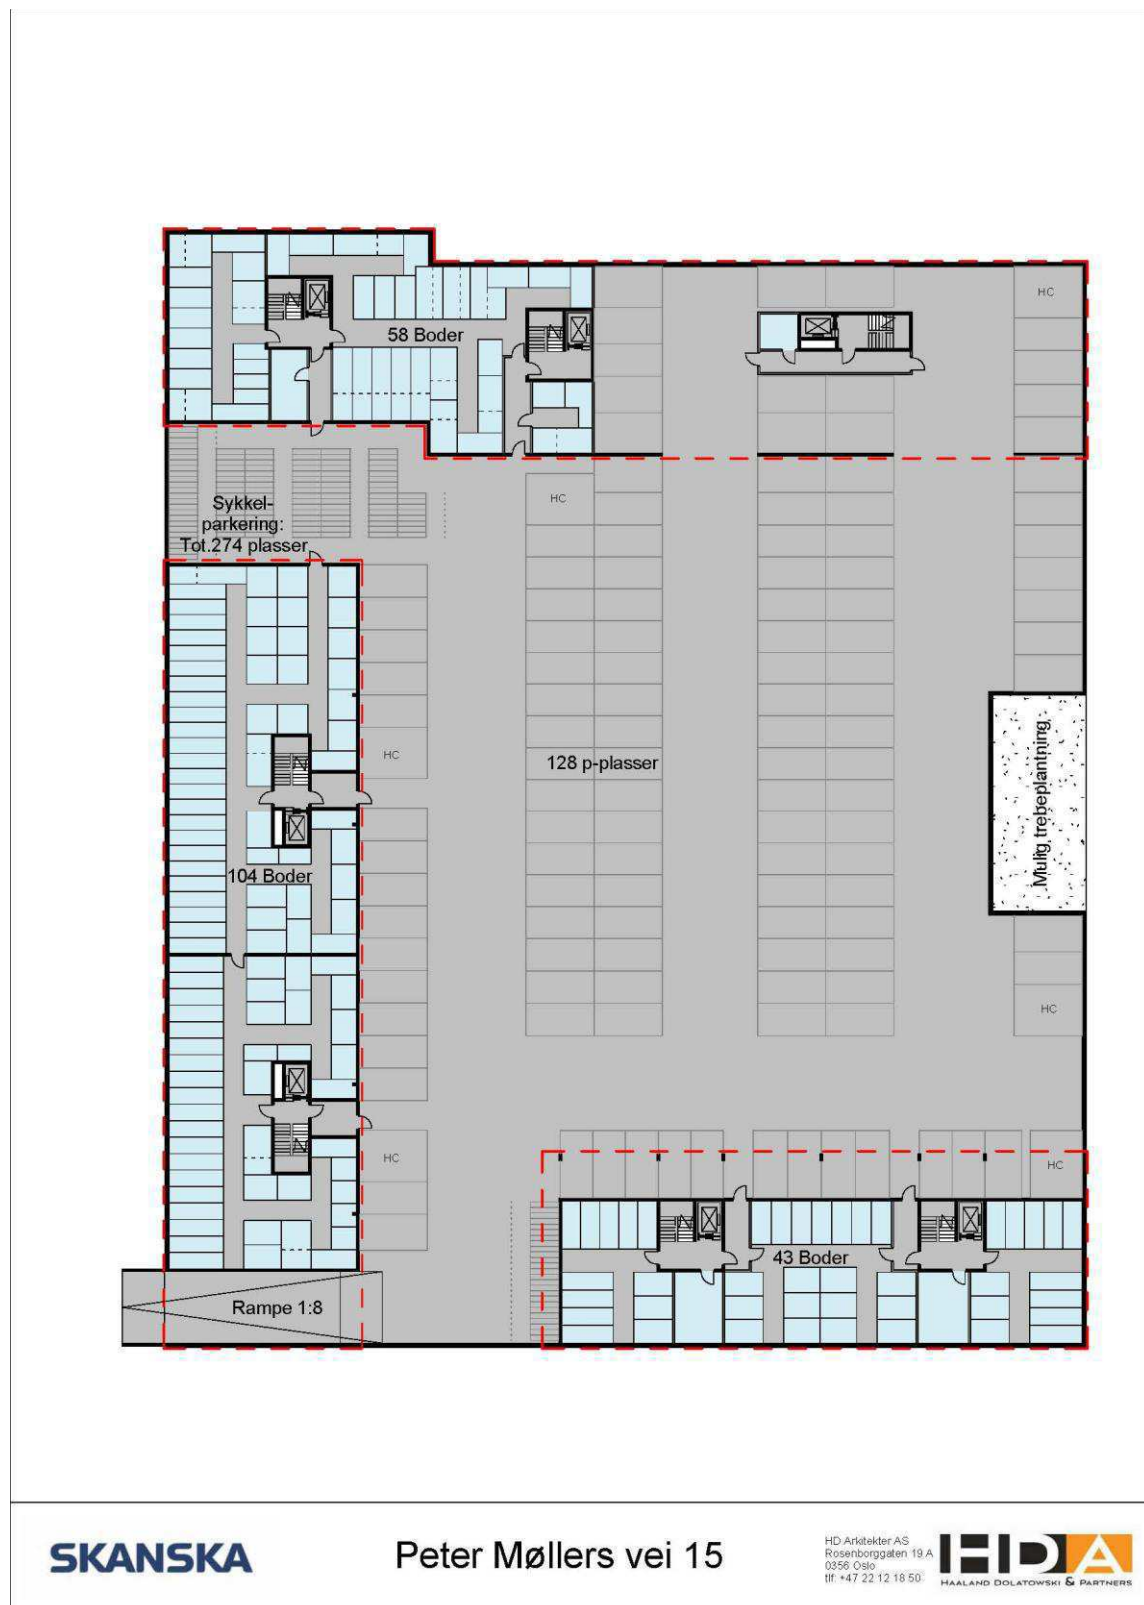 HC
58 Boder
HC
Sykkel-
parkering:
Tot.274 plasser
HC
128 p-plasser
Mulig trebeplantning
104 Boder
HC
HC
HC
43 Boder
Rampe 1:8
SKANSKA
Peter Møllers vei 15
HD Arkitekter AS
Rosenborggaten 19 A
0356 Oslo
tlf: +47 22 12 18 50
HDA
HAALAND DOLATOWSKI & PARTNERS